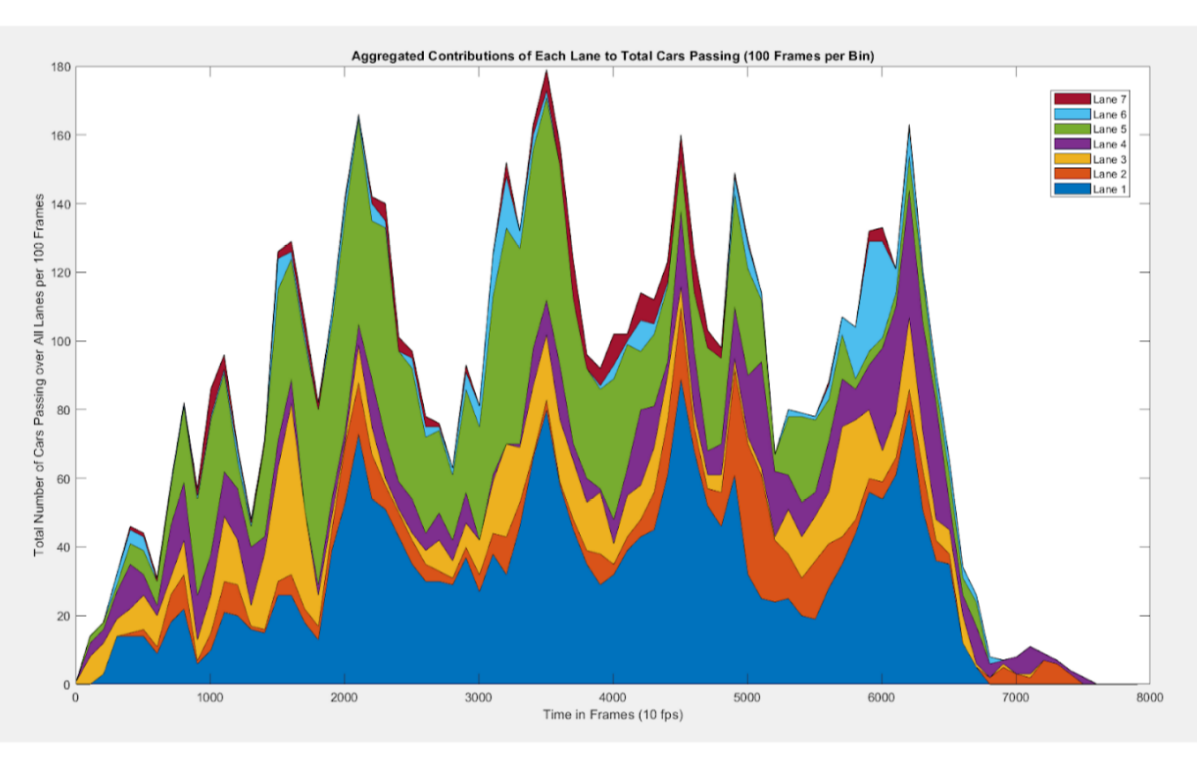 Aggregated Contributions of Each Lane to Total Cars Passing (100 Frames per Bin)
Total Number of Cars Passing over All Lanes per 100 Frames
180
160
140
120
100
80
60
40
20
0
Lane 7
Lane 6
Lane 5
Lane 4
Lane 3
Lane 2
Lane 1
0 1000 2000 3000 4000 5000 6000 7000 8000
Time in Frames (10 fps)